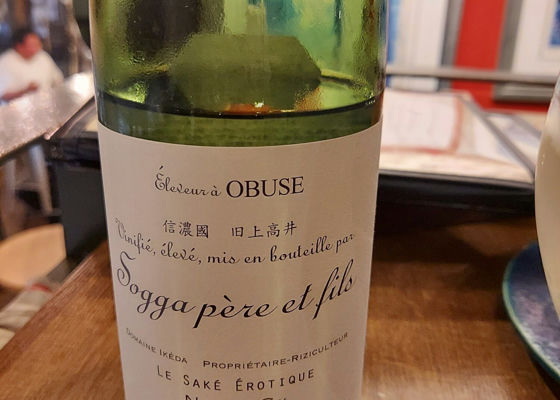 Éleveur à OBUSE
信濃國 旧上高井
Vinifié, élevé, mis en bouteille par
Sogga père et fils
Domaine Ikéda Propriétaire-Riziculteur
Le Saké Érotique